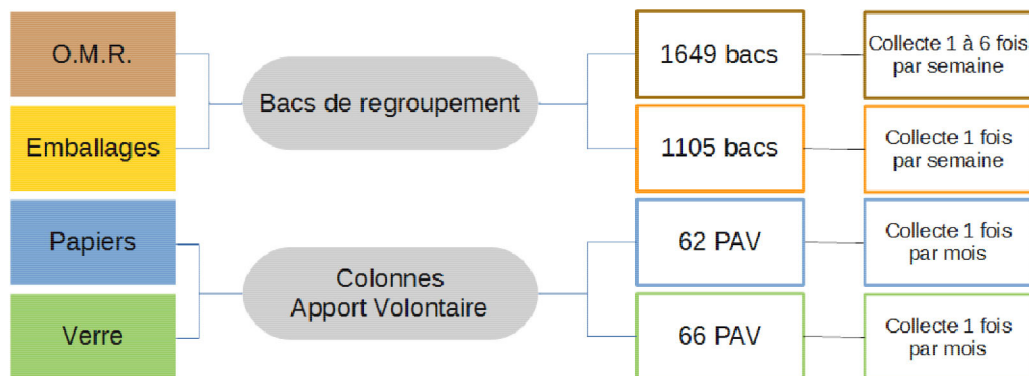 O.M.R.
Emballages
Papiers
Verre
Bacs de regroupement
Colonnes
Apport Volontaire
1649 bacs
1105 bacs
62 PAV
66 PAV
Collecte 1 à 6 fois
par semaine
Collecte 1 fois
par semaine
Collecte 1 fois
par mois
Collecte 1 fois
par mois